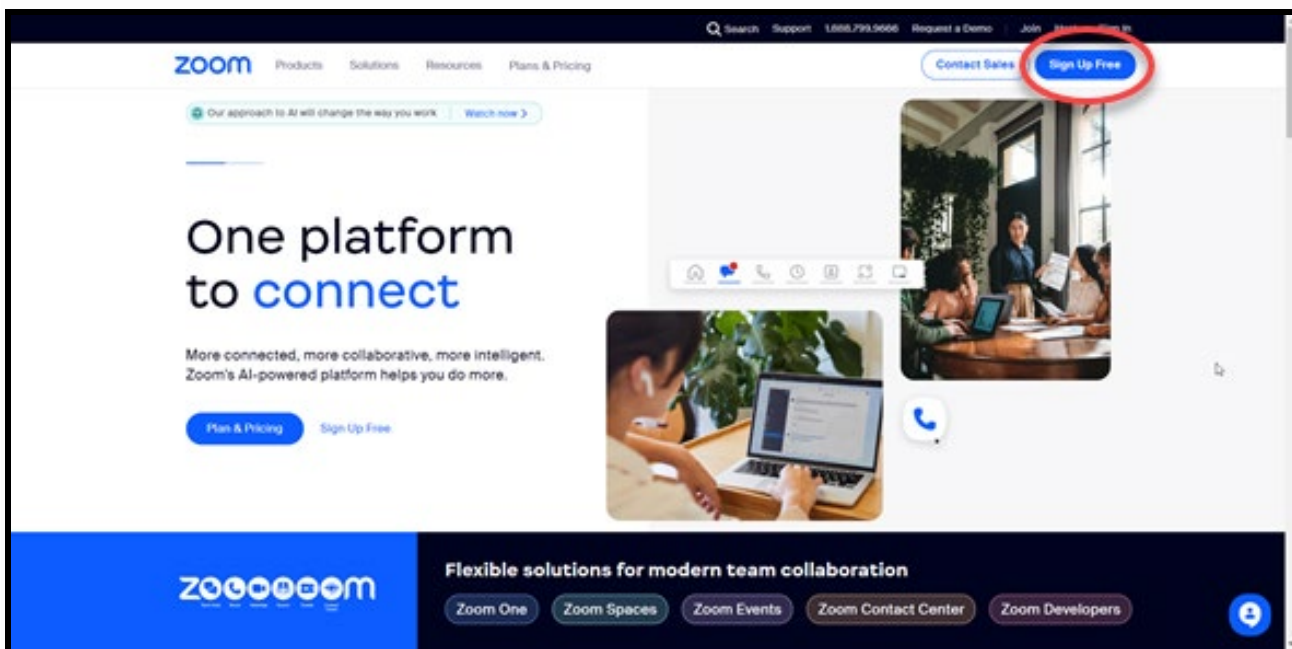 Search Support 1.888.799.9666 Request a Demo Join Sign In
zoom Products Solutions Resources Plans & Pricing Contact Sales Sign Up Free
Our approach to AI will change the way you work Watch now
One platform
to connect
More connected, more collaborative, more intelligent.
Zoom's AI-powered platform helps you do more.
Plan & Pricing Sign Up Free
Flexible solutions for modern team collaboration
zoooooom
Zoom One Zoom Spaces Zoom Events Zoom Contact Center Zoom Developers